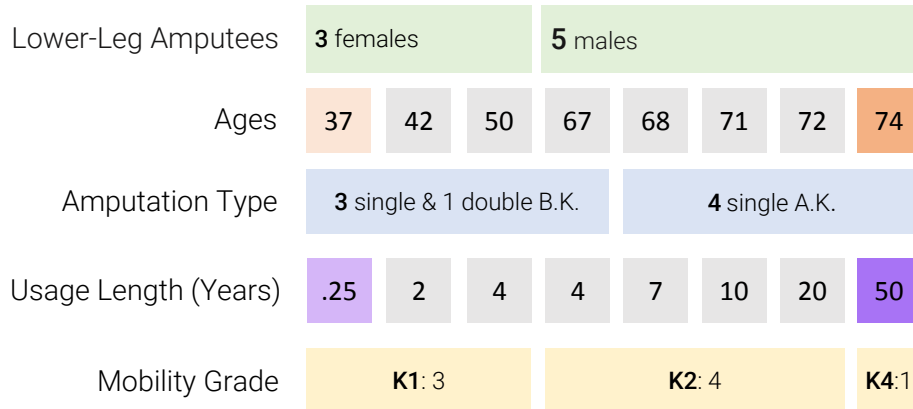 Lower-Leg Amputees 3 females 5 males
Ages 37 42 50 67 68 71 72 74
Amputation Type 3 single & 1 double B.K. 4 single A.K.
Usage Length (Years) .25 2 4 4 7 10 20 50
Mobility Grade K1: 3 K2: 4 K4:1